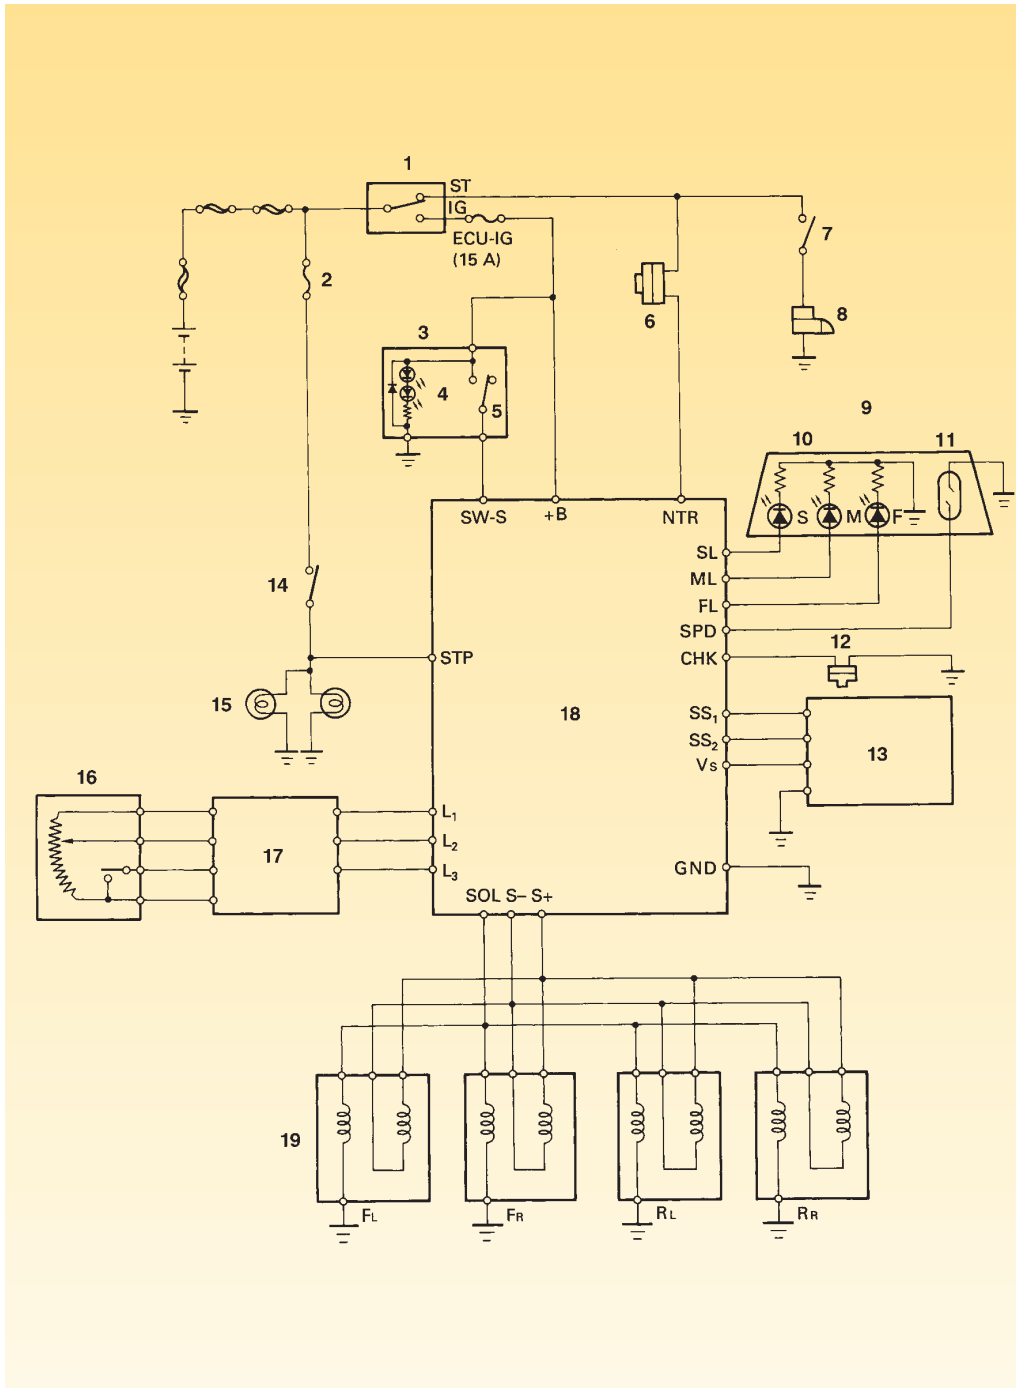 1
ST
IG
ECU-IG
(15 A)
2
7
6
8
3
4
5
9
10
11
S
M
F
SW-S
+B
NTR
SL
ML
FL
SPD
CHK
12
14
STP
15
18
SS1
SS2
Vs
13
16
17
L1
L2
L3
GND
SOL S– S+
19
FL
FR
RL
RR